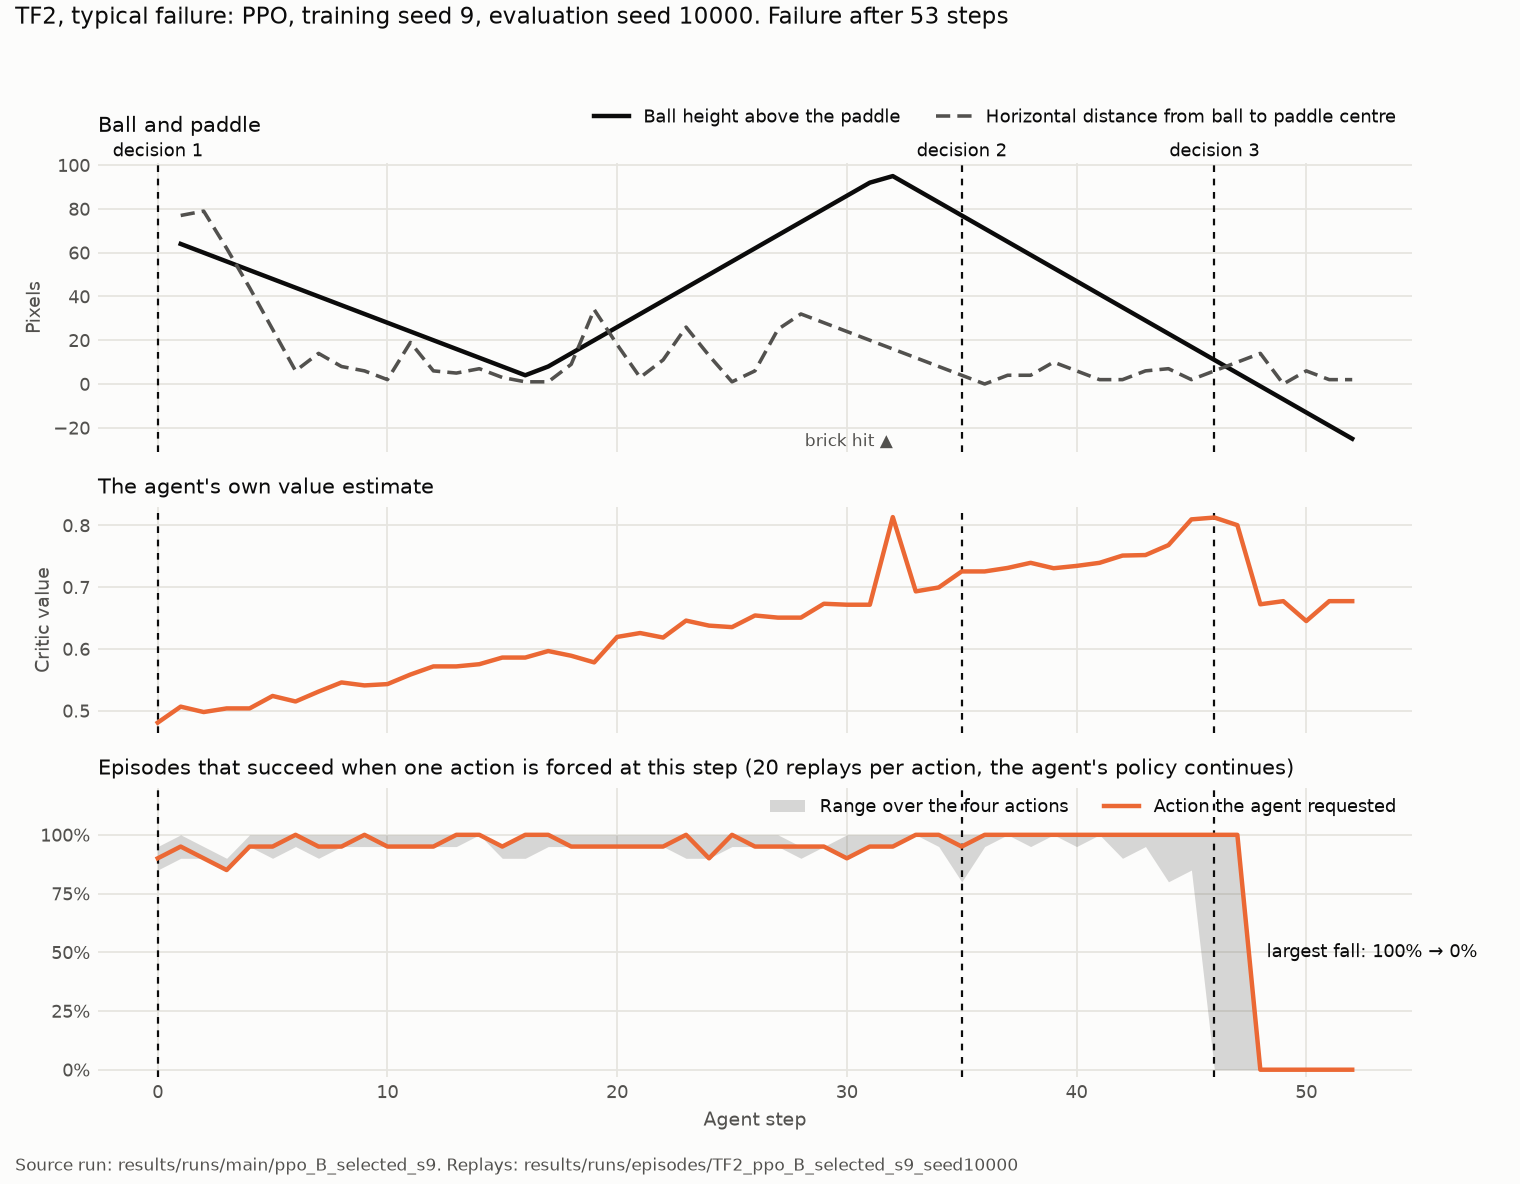 TF2, typical failure: PPO, training seed 9, evaluation seed 10000. Failure after 53 steps
Ball height above the paddle
Horizontal distance from ball to paddle centre
Ball and paddle
decision 1
decision 2
decision 3
100
80
60
40
20
0
−20
Pixels
brick hit ▲
The agent's own value estimate
0.8
0.7
0.6
0.5
Critic value
Episodes that succeed when one action is forced at this step (20 replays per action, the agent's policy continues)
Range over the four actions
Action the agent requested
100%
75%
50%
25%
0%
largest fall: 100% → 0%
0
10
20
30
40
50
Agent step
Source run: results/runs/main/ppo_B_selected_s9. Replays: results/runs/episodes/TF2_ppo_B_selected_s9_seed10000